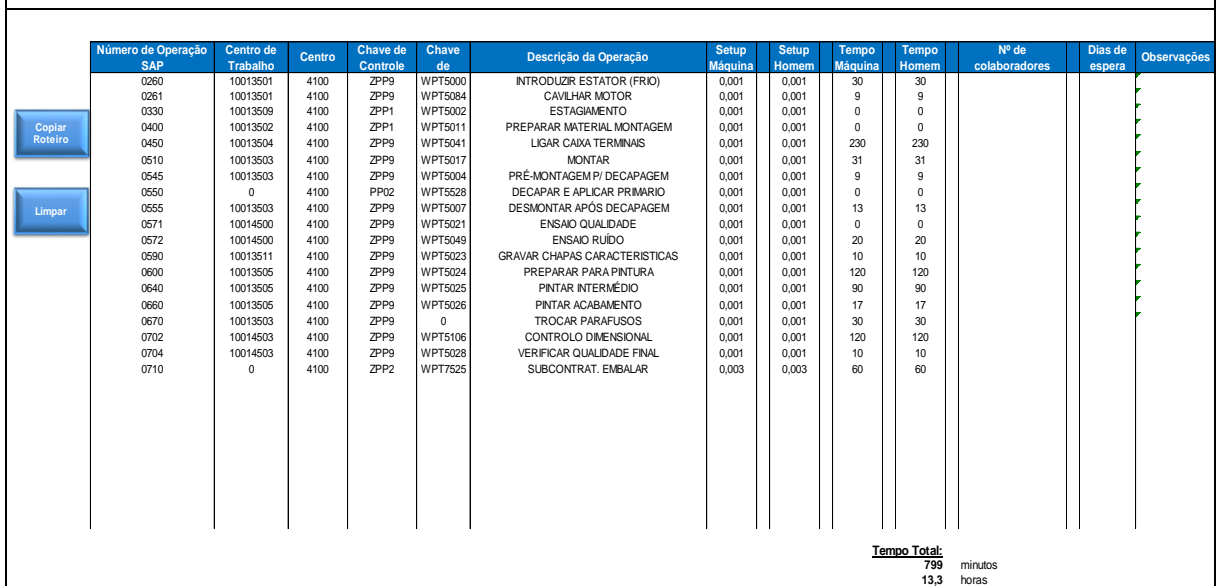 Número de Operação SAP Centro de Trabalho Centro Chave de Controle Chave de Descrição da Operação Setup Máquina Setup Homem Tempo Máquina Tempo Homem Nº de colaboradores Dias de espera Observações
0260 10013501 4100 ZPP9 WPT5000 INTRODUZIR ESTATOR (FRIO) 0,001 0,001 30 30
0261 10013501 4100 ZPP9 WPT5084 CAVILHAR MOTOR 0,001 0,001 9 9
0330 10013509 4100 ZPP1 WPT5002 ESTAGIAMENTO 0,001 0,001 0 0
Copiar Roteiro
0400 10013502 4100 ZPP1 WPT5011 PREPARAR MATERIAL MONTAGEM 0,001 0,001 0 0
0450 10013504 4100 ZPP9 WPT5041 LIGAR CAIXA TERMINAIS 0,001 0,001 230 230
0510 10013503 4100 ZPP9 WPT5017 MONTAR 0,001 0,001 31 31
0545 10013503 4100 ZPP9 WPT5004 PRÉ-MONTAGEM P/ DECAPAGEM 0,001 0,001 9 9
0550 0 4100 PP02 WPT5528 DECAPAR E APLICAR PRIMARIO 0,001 0,001 0 0
Limpar
0555 10013503 4100 ZPP9 WPT5007 DESMONTAR APÓS DECAPAGEM 0,001 0,001 13 13
0571 10014500 4100 ZPP9 WPT5021 ENSAIO QUALIDADE 0,001 0,001 0 0
0572 10014500 4100 ZPP9 WPT5049 ENSAIO RUÍDO 0,001 0,001 20 20
0590 10013511 4100 ZPP9 WPT5023 GRAVAR CHAPAS CARACTERISTICAS 0,001 0,001 10 10
0600 10013505 4100 ZPP9 WPT5024 PREPARAR PARA PINTURA 0,001 0,001 120 120
0640 10013505 4100 ZPP9 WPT5025 PINTAR INTERMÉDIO 0,001 0,001 90 90
0660 10013505 4100 ZPP9 WPT5026 PINTAR ACABAMENTO 0,001 0,001 17 17
0670 10013503 4100 ZPP9 0 TROCAR PARAFUSOS 0,001 0,001 30 30
0702 10014503 4100 ZPP9 WPT5106 CONTROLO DIMENSIONAL 0,001 0,001 120 120
0704 10014503 4100 ZPP9 WPT5028 VERIFICAR QUALIDADE FINAL 0,001 0,001 10 10
0710 0 4100 ZPP2 WPT7525 SUBCONTRAT. EMBALAR 0,003 0,003 60 60
Tempo Total:
799 minutos
13,3 horas